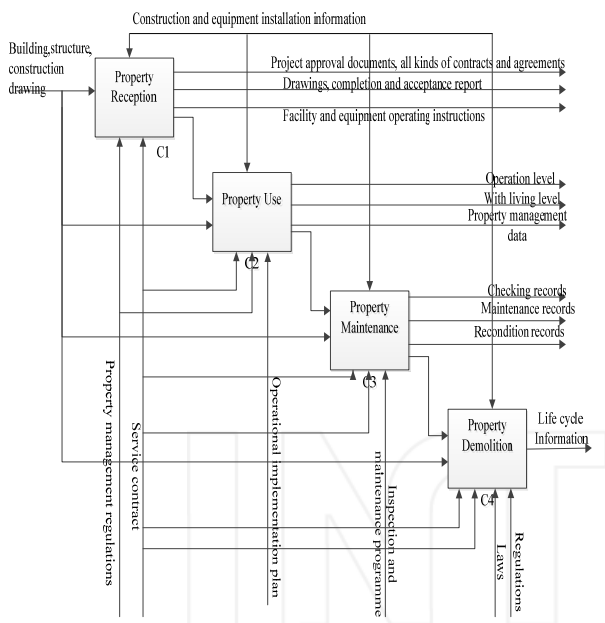 Construction and equipment installation information
Building,structure,
construction
drawing
Property
Reception
C1
Project approval documents, all kinds of contracts and agreements
Drawings, completion and acceptance report
Facility and equipment operating instructions
Property Use
C2
Operation level
With living level
Property management
data
Property
Maintenance
C3
Checking records
Maintenance records
Recondition records
Property
Demolition
C4
Life cycle
Information
Property management regulations
Service contract
Operational implementation plan
Inspection and
maintenance programme
Laws
Regulations
INT